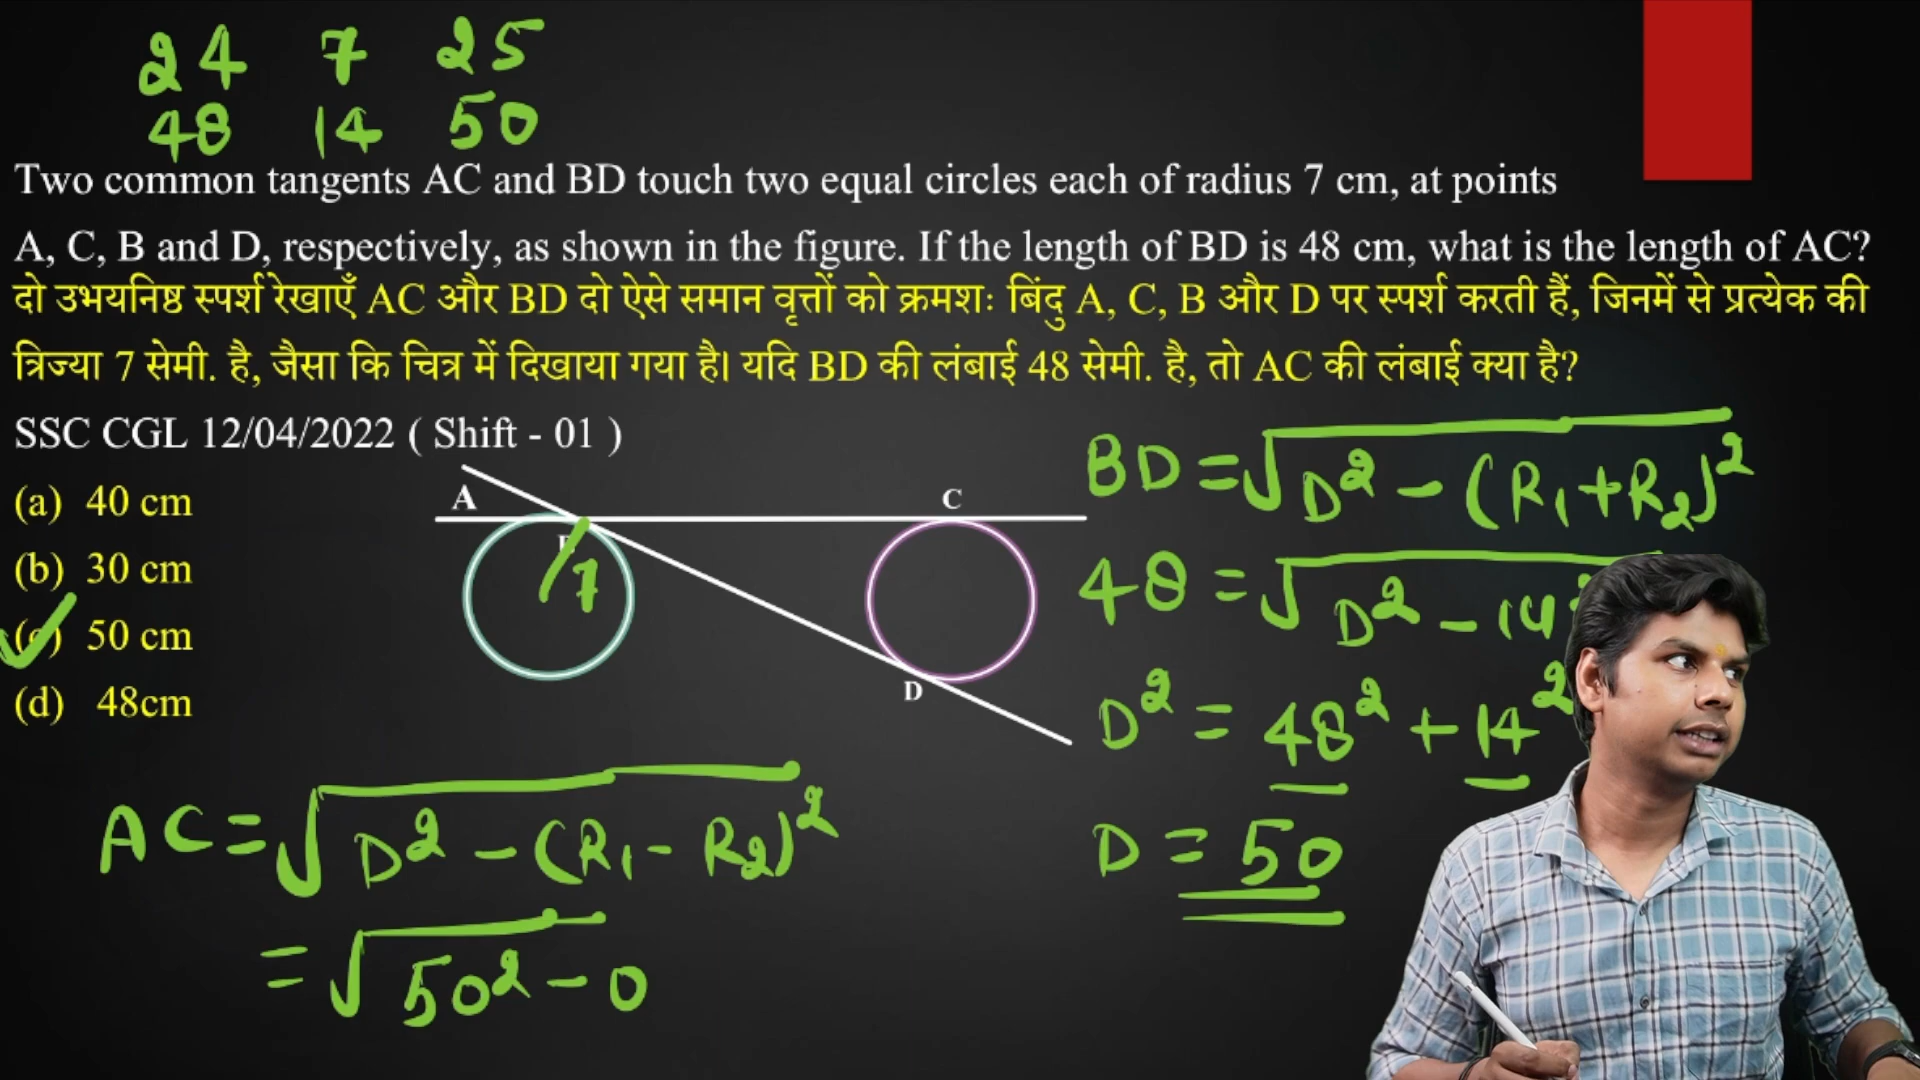 24 7 25
48 14 50
Two common tangents AC and BD touch two equal circles each of radius 7 cm, at points
A, C, B and D, respectively, as shown in the figure. If the length of BD is 48 cm, what is the length of AC?
दो उभयनिष्ठ स्पर्श रेखाएँ AC और BD दो ऐसे समान वृत्तों को क्रमशः बिंदु A, C, B और D पर स्पर्श करती हैं, जिनमें से प्रत्येक की
त्रिज्या 7 सेमी. है, जैसा कि चित्र में दिखाया गया है। यदि BD की लंबाई 48 सेमी. है, तो AC की लंबाई क्या है?
SSC CGL 12/04/2022 ( Shift - 01 )
(a) 40 cm
(b) 30 cm
(c) 50 cm
(d) 48cm
A
C
7
D
BD = √D² - (R₁+R₂)²
48 = √D² - 14
D² = 48² + 14²
D = 50
AC = √D² - (R₁ - R₂)²
= √50² - 0